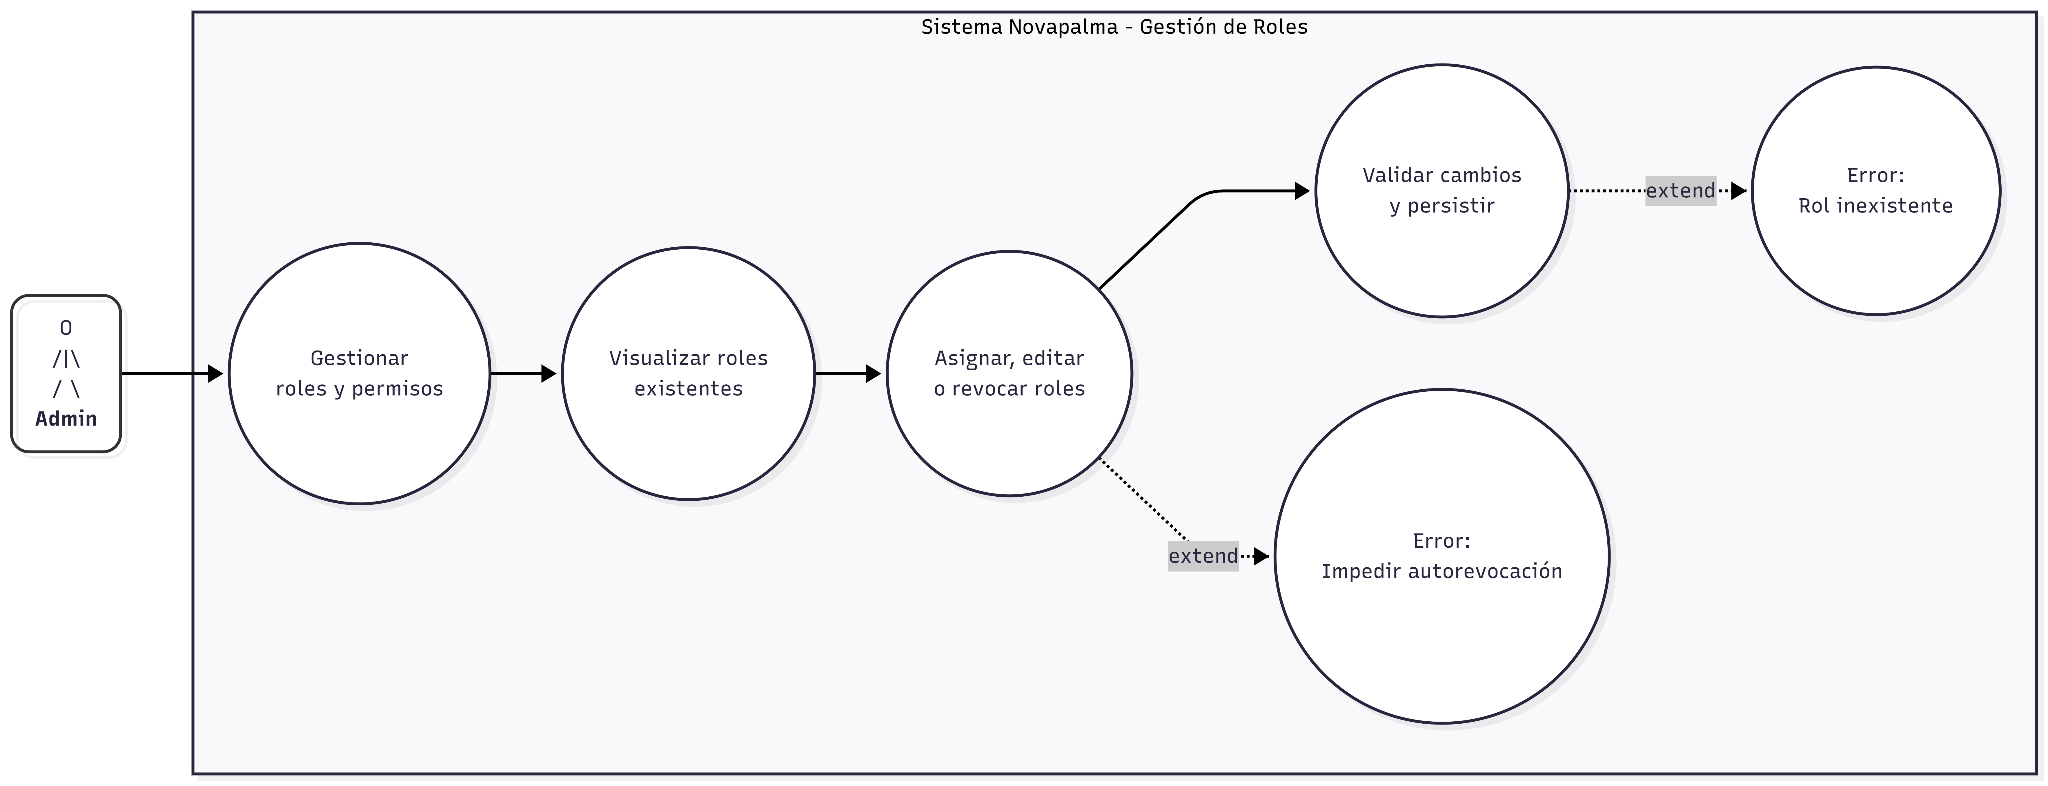 Sistema Novapalma - Gestión de Roles
O
/|\
/ \
Admin
Gestionar
roles y permisos
Visualizar roles
existentes
Asignar, editar
o revocar roles
Validar cambios
y persistir
extend
Error:
Rol inexistente
extend
Error:
Impedir autorevocación